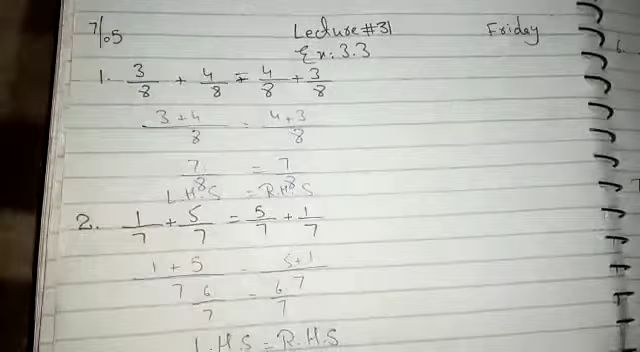 7/05 Lecture #31 Friday
Ex: 3.3
1. 3/8 + 4/8 = 4/8 + 3/8
3+4/8 = 4+3/8
7/8 = 7/8
L.H.S = R.H.S
2. 1/7 + 5/7 = 5/7 + 1/7
1+5/7 = 5+1/7
6/7 = 6/7
L.H.S = R.H.S